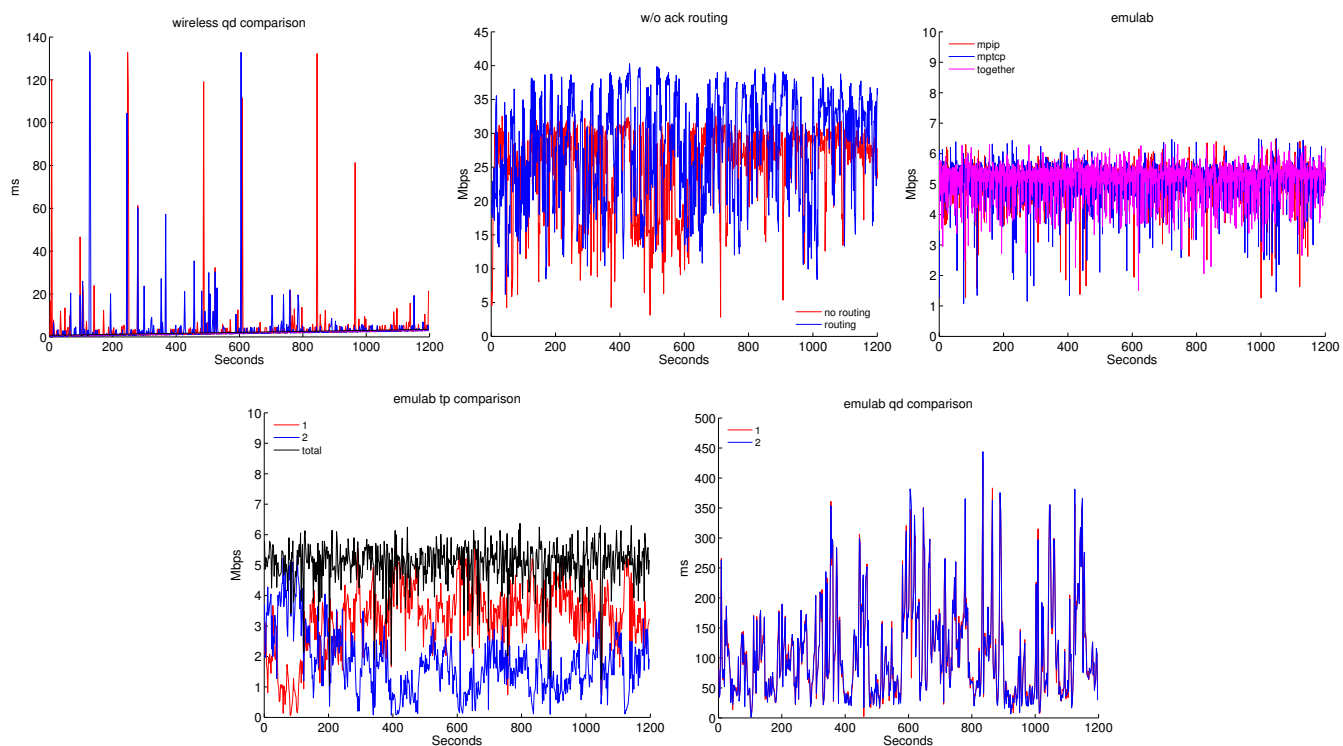 wireless qd comparison
140
120
100
80
60
40
20
0
ms
0 200 400 600 800 1000 1200
Seconds
w/o ack routing
45
40
35
30
25
20
15
10
5
0
Mbps
no routing
routing
0 200 400 600 800 1000 1200
Seconds
emulab
10
9
8
7
6
5
4
3
2
1
0
Mbps
mpip
mptcp
together
0 200 400 600 800 1000 1200
Seconds
emulab tp comparison
10
9
8
7
6
5
4
3
2
1
0
Mbps
1
2
total
0 200 400 600 800 1000 1200
Seconds
emulab qd comparison
500
450
400
350
300
250
200
150
100
50
0
ms
1
2
0 200 400 600 800 1000 1200
Seconds